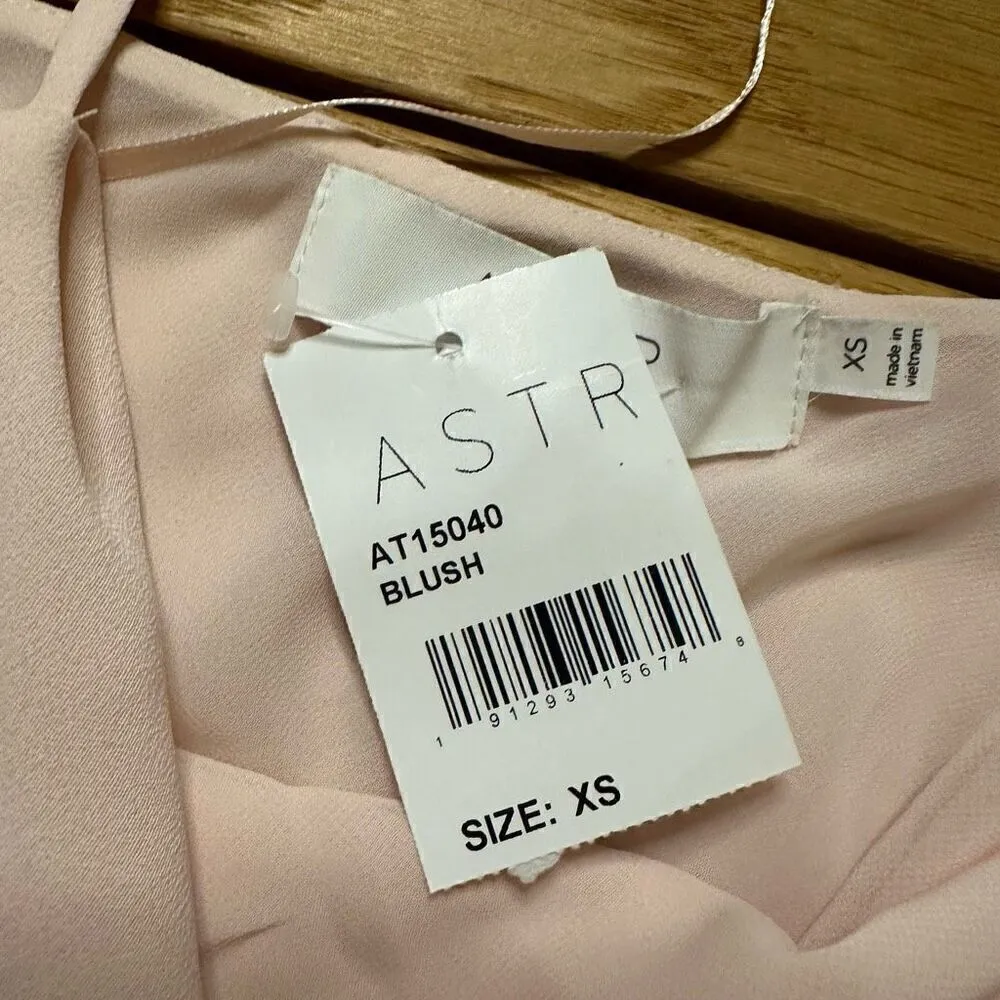 ASTR
AT15040
BLUSH
1 91293 15674 8
SIZE: XS
XS
made in
vietnam